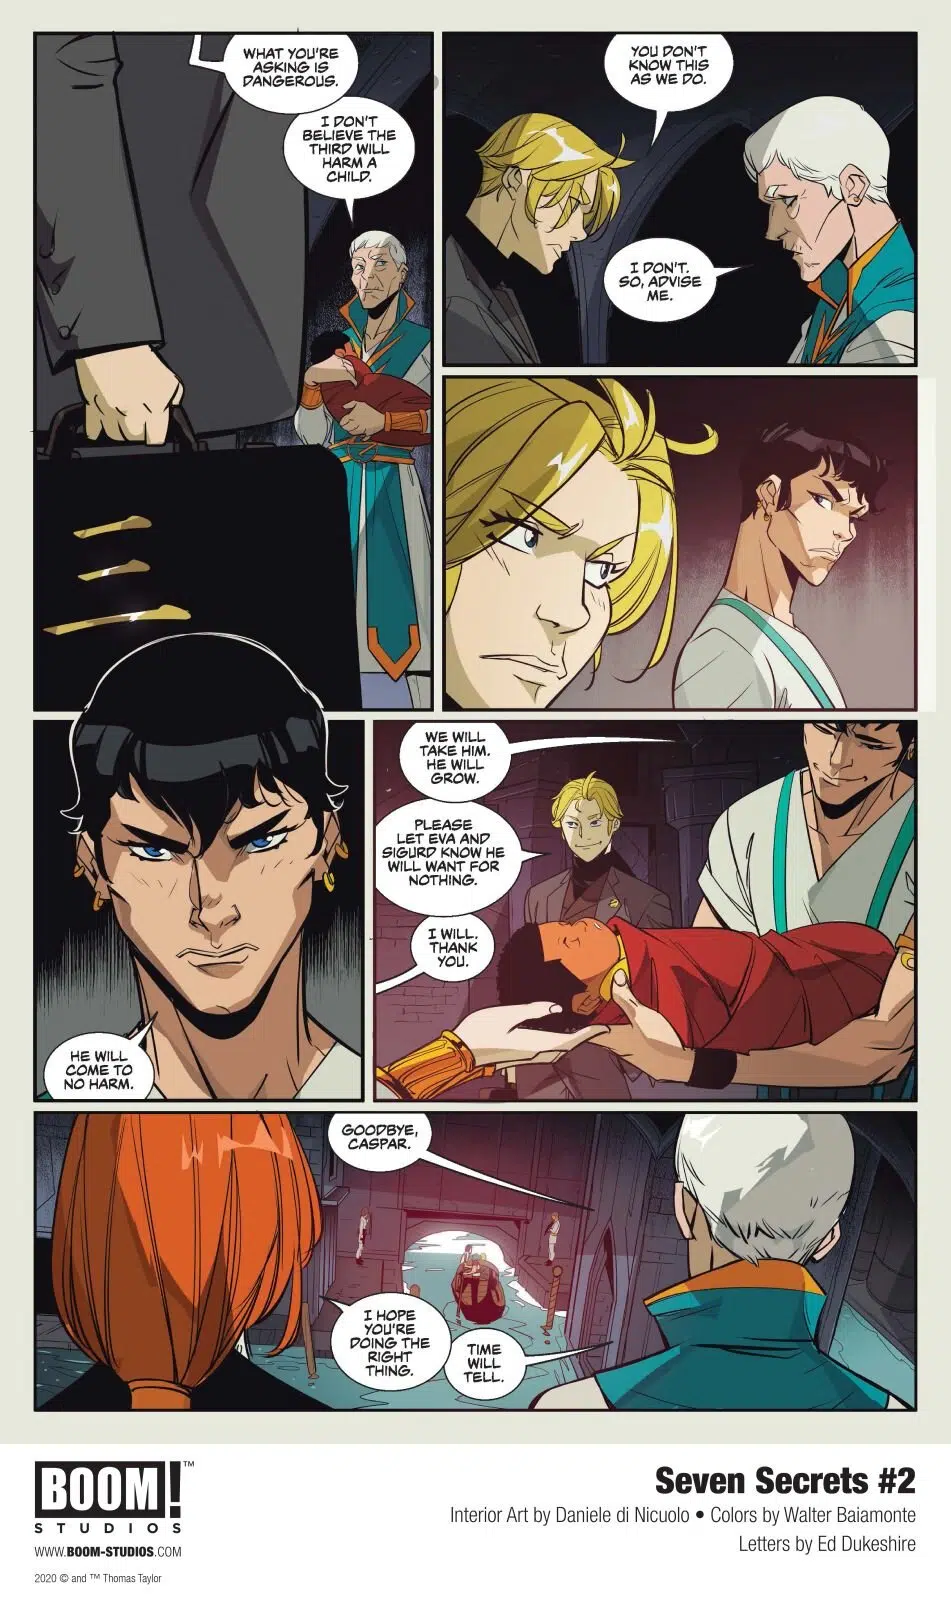 WHAT YOU'RE
ASKING IS
DANGEROUS.
I DON'T
BELIEVE THE
THIRD WILL
HARM A
CHILD.
YOU DON'T
KNOW THIS
AS WE DO.
I DON'T.
SO, ADVISE
ME.
HE WILL
COME TO
NO HARM.
WE WILL
TAKE HIM.
HE WILL
GROW.
PLEASE
LET EVA AND
SIGURD KNOW HE
WILL WANT FOR
NOTHING.
I WILL.
THANK
YOU.
GOODBYE,
CASPAR.
I HOPE
YOU'RE
DOING THE
RIGHT
THING.
TIME
WILL
TELL.
BOOM!™
STUDIOS
WWW.BOOM-STUDIOS.COM
2020 © and ™ Thomas Taylor
Seven Secrets #2
Interior Art by Daniele di Nicuolo • Colors by Walter Baiamonte
Letters by Ed Dukeshire